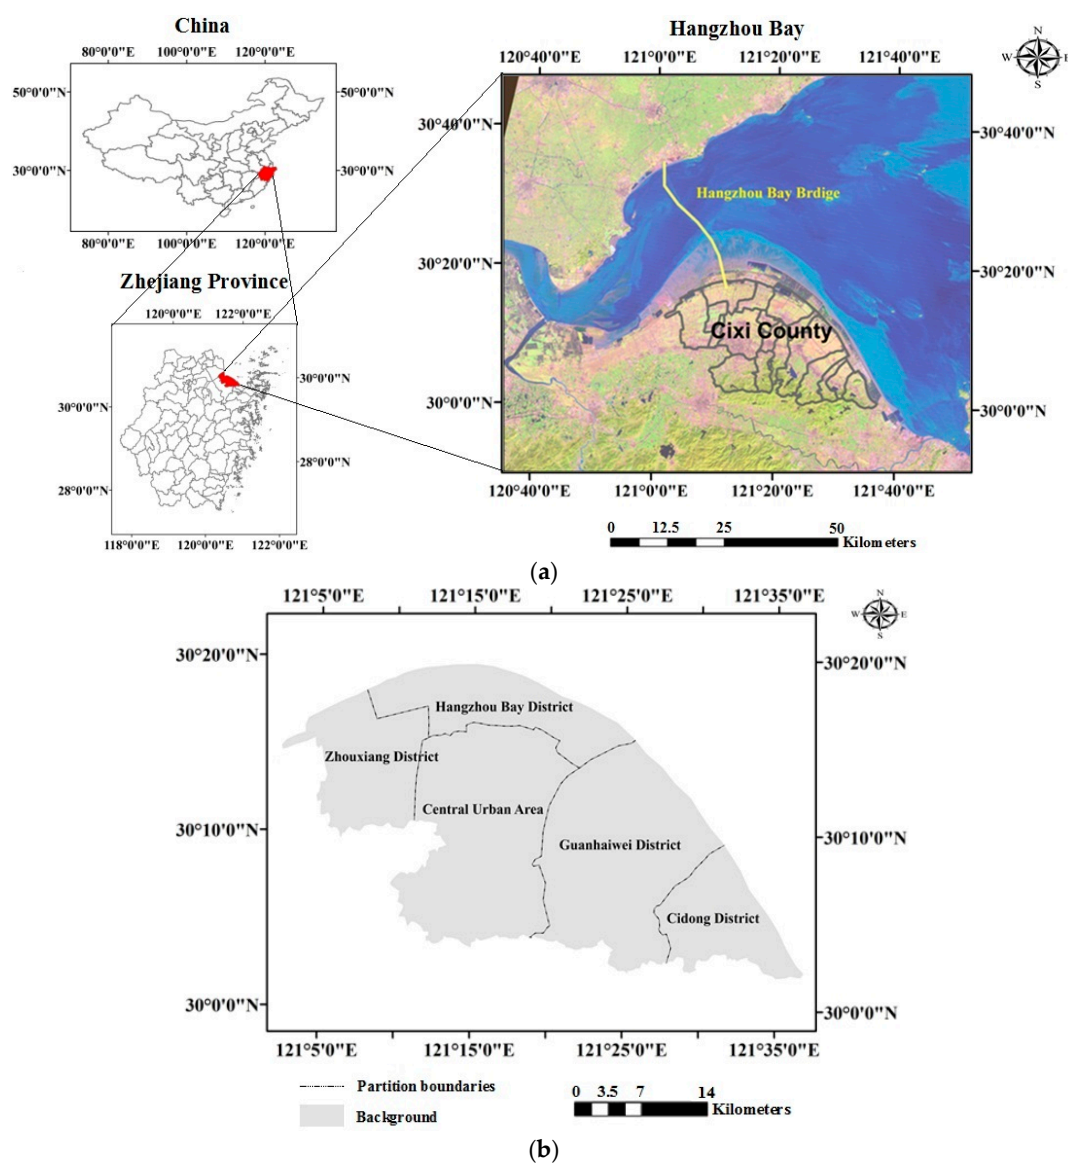 China
80°0'0"E 100°0'0"E 120°0'0"E
50°0'0"N 50°0'0"N
30°0'0"N 30°0'0"N
80°0'0"E 100°0'0"E 120°0'0"E
Zhejiang Province
120°0'0"E 122°0'0"E
30°0'0"N
30°0'0"N
28°0'0"N
28°0'0"N
118°0'0"E 120°0'0"E 122°0'0"E
Hangzhou Bay
120°40'0"E 121°0'0"E 121°20'0"E 121°40'0"E
N
W E
S
30°40'0"N 30°40'0"N
Hangzhou Bay Brdige
30°20'0"N 30°20'0"N
Cixi County
30°0'0"N 30°0'0"N
120°40'0"E 121°0'0"E 121°20'0"E 121°40'0"E
0 12.5 25 50
Kilometers
(a)
121°5'0"E 121°15'0"E 121°25'0"E 121°35'0"E
N
W E
S
30°20'0"N 30°20'0"N
Hangzhou Bay District
Zhouxiang District
Central Urban Area
30°10'0"N 30°10'0"N
Guanhaiwei District
Cidong District
30°0'0"N 30°0'0"N
121°5'0"E 121°15'0"E 121°25'0"E 121°35'0"E
Partition boundaries
Background
0 3.5 7 14
Kilometers
(b)